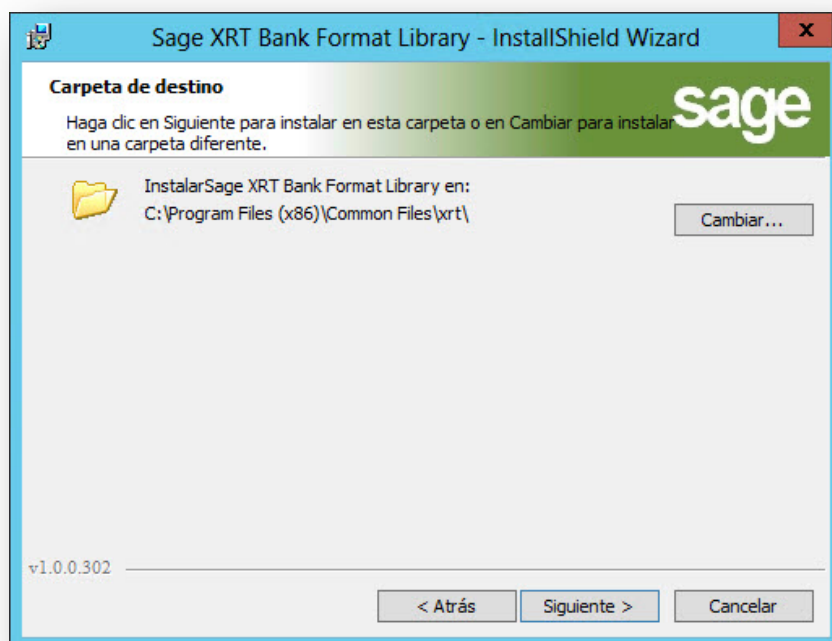 Sage XRT Bank Format Library - InstallShield Wizard
x
Carpeta de destino
Haga clic en Siguiente para instalar en esta carpeta o en Cambiar para instalar
en una carpeta diferente.
sage
InstalarSage XRT Bank Format Library en:
C:\Program Files (x86)\Common Files\xrt\
Cambiar...
v1.0.0.302
< Atrás
Siguiente >
Cancelar